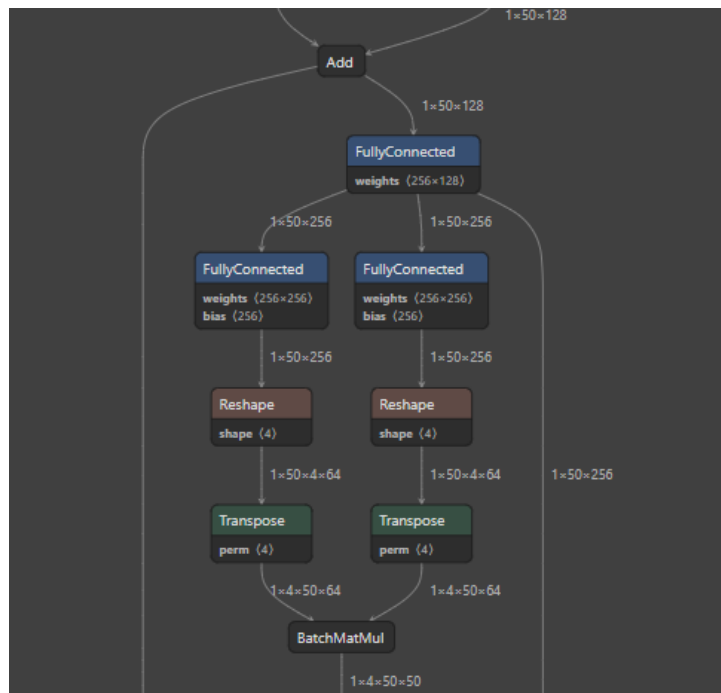 1×50×128
Add
1×50×128
FullyConnected
weights ⟨256×128⟩
1×50×256
1×50×256
FullyConnected
weights ⟨256×256⟩
bias ⟨256⟩
FullyConnected
weights ⟨256×256⟩
bias ⟨256⟩
1×50×256
1×50×256
Reshape
shape ⟨4⟩
Reshape
shape ⟨4⟩
1×50×4×64
1×50×4×64
1×50×256
Transpose
perm ⟨4⟩
Transpose
perm ⟨4⟩
1×4×50×64
1×4×50×64
BatchMatMul
1×4×50×50